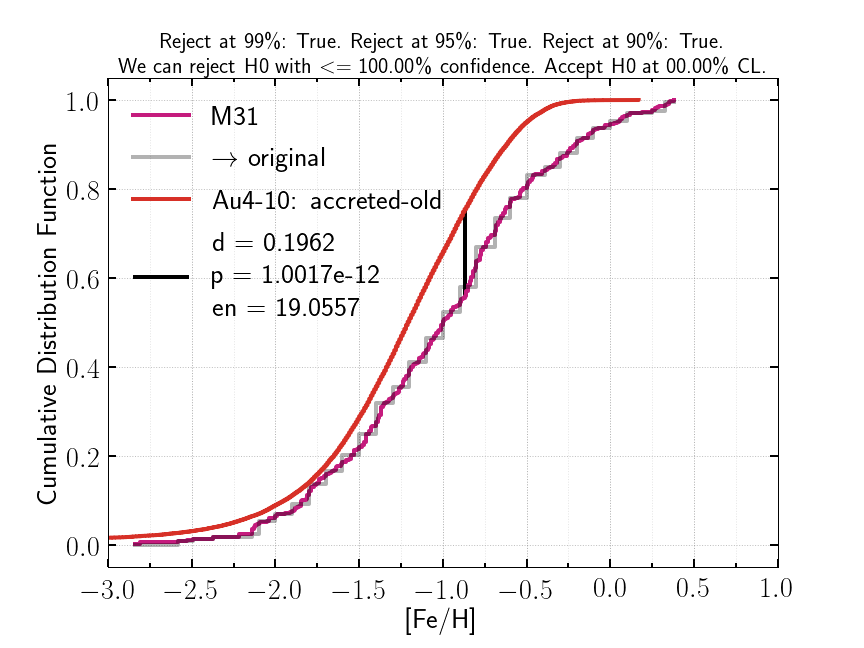 Reject at 99%: True. Reject at 95%: True. Reject at 90%: True.
We can reject H0 with <= 100.00% confidence. Accept H0 at 00.00% CL.
M31
→ original
Au4-10: accreted-old
d = 0.1962
p = 1.0017e-12
en = 19.0557
Cumulative Distribution Function
1.0
0.8
0.6
0.4
0.2
0.0
−3.0 −2.5 −2.0 −1.5 −1.0 −0.5 0.0 0.5 1.0
[Fe/H]